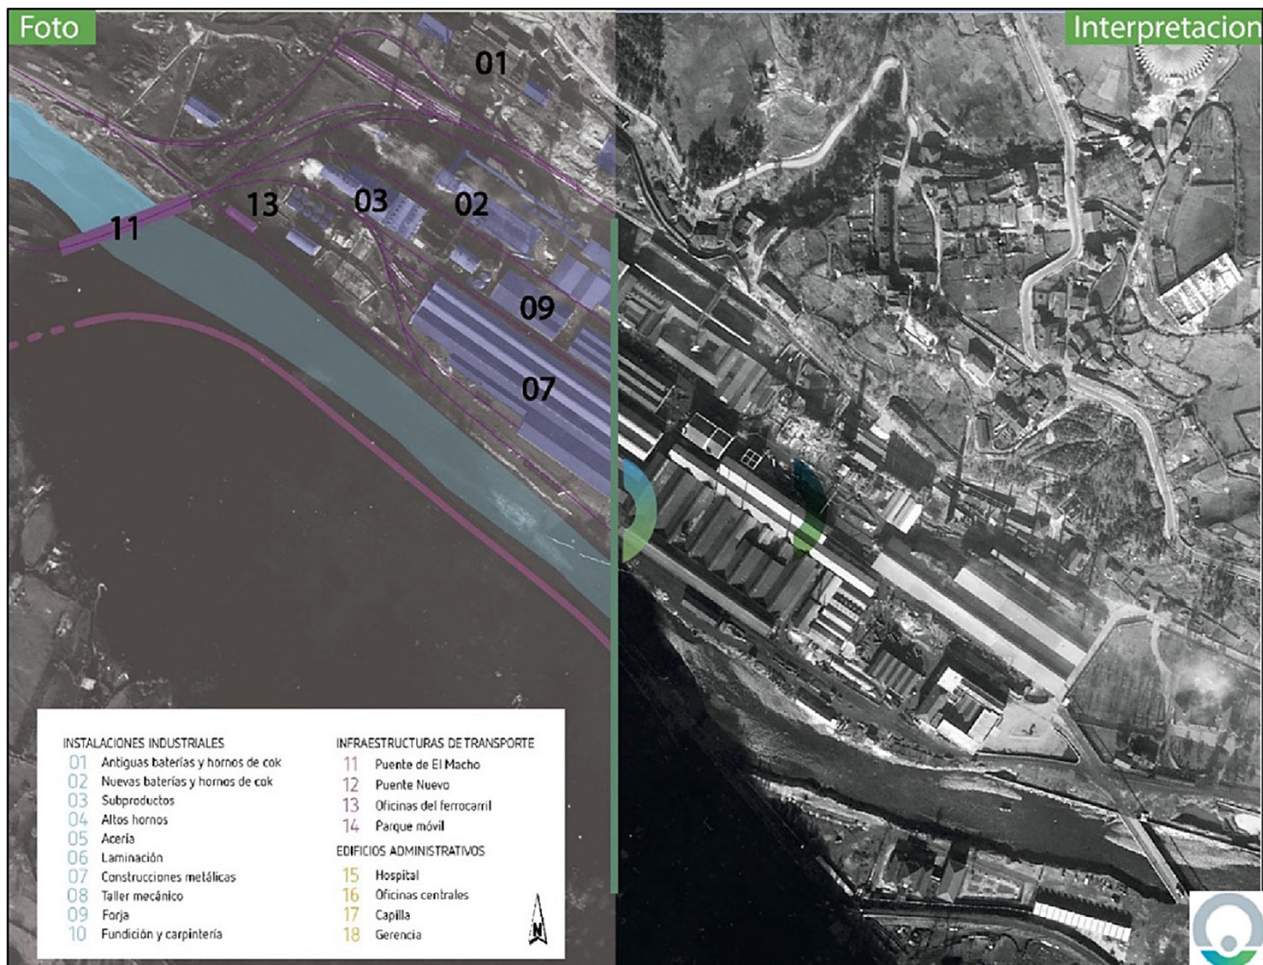 Foto
Interpretacion
01
13
03
02
11
09
07
INSTALACIONES INDUSTRIALES
01 Antiguas baterías y hornos de cok
02 Nuevas baterías y hornos de cok
03 Subproductos
04 Altos hornos
05 Acería
06 Laminación
07 Construcciones metálicas
08 Taller mecánico
09 Forja
10 Fundición y carpintería
INFRAESTRUCTURAS DE TRANSPORTE
11 Puente de El Macho
12 Puente Nuevo
13 Oficinas del ferrocarril
14 Parque móvil
EDIFICIOS ADMINISTRATIVOS
15 Hospital
16 Oficinas centrales
17 Capilla
18 Gerencia
N